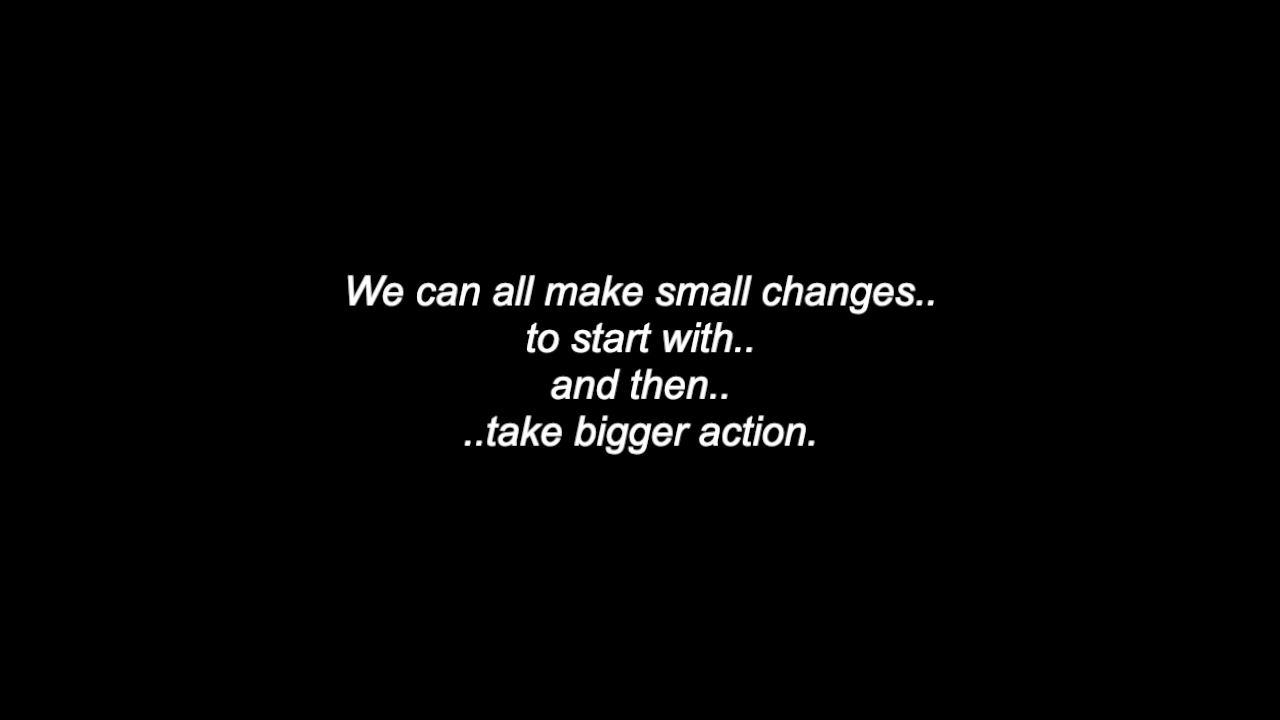 We can all make small changes..
to start with..
and then..
..take bigger action.